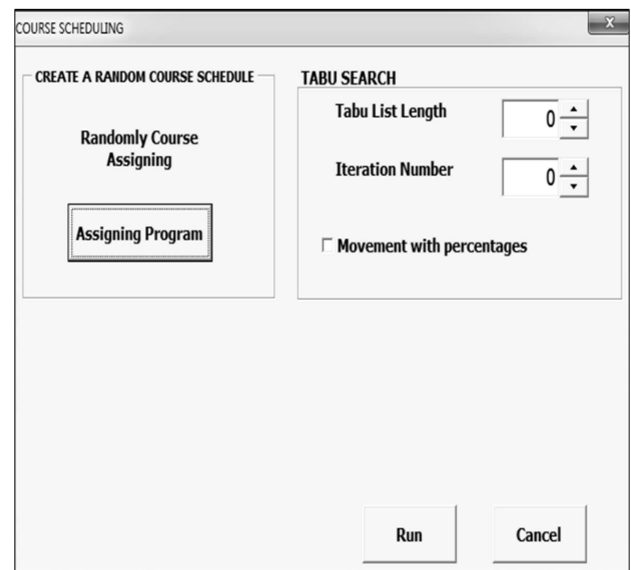 COURSE SCHEDULING
X
CREATE A RANDOM COURSE SCHEDULE
Randomly Course
Assigning
Assigning Program
TABU SEARCH
Tabu List Length
0
Iteration Number
0
Movement with percentages
Run
Cancel